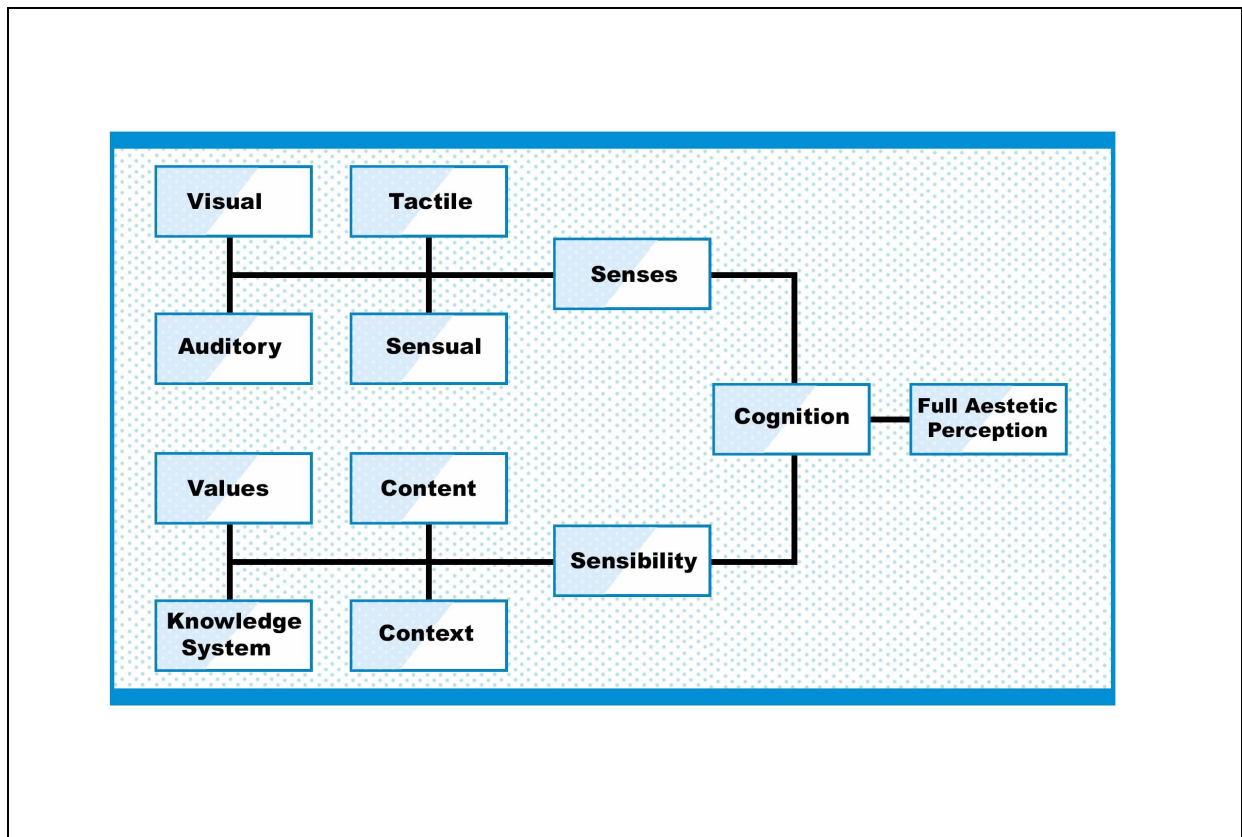 Visual
Tactile
Senses
Auditory
Sensual
Cognition
Full Aestetic
Perception
Values
Content
Sensibility
Knowledge
System
Context